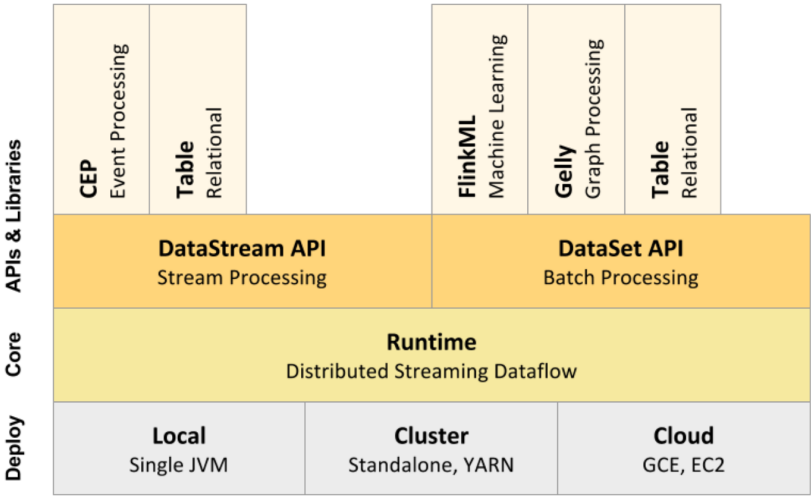 APIs & Libraries
CEP
Event Processing
Table
Relational
FlinkML
Machine Learning
Gelly
Graph Processing
Table
Relational
DataStream API
Stream Processing
DataSet API
Batch Processing
Core
Runtime
Distributed Streaming Dataflow
Deploy
Local
Single JVM
Cluster
Standalone, YARN
Cloud
GCE, EC2